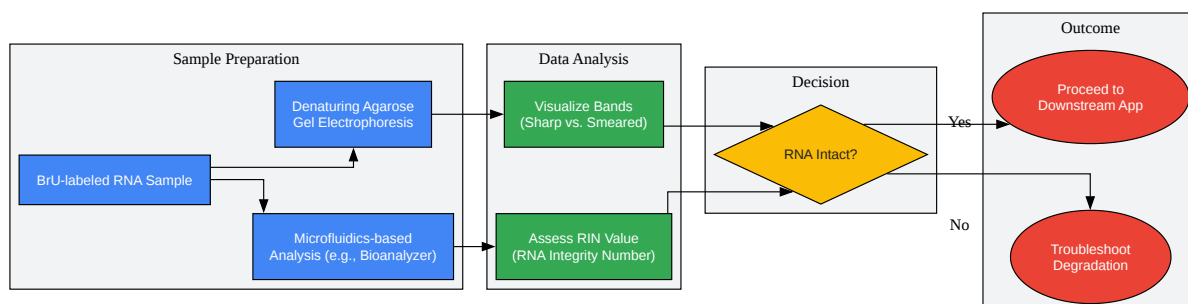 Sample Preparation
BrU-labeled RNA Sample
Denaturing Agarose
Gel Electrophoresis
Microfluidics-based
Analysis (e.g., Bioanalyzer)
Data Analysis
Visualize Bands
(Sharp vs. Smeared)
Assess RIN Value
(RNA Integrity Number)
Decision
RNA Intact?
Yes
No
Outcome
Proceed to
Downstream App
Troubleshoot
Degradation